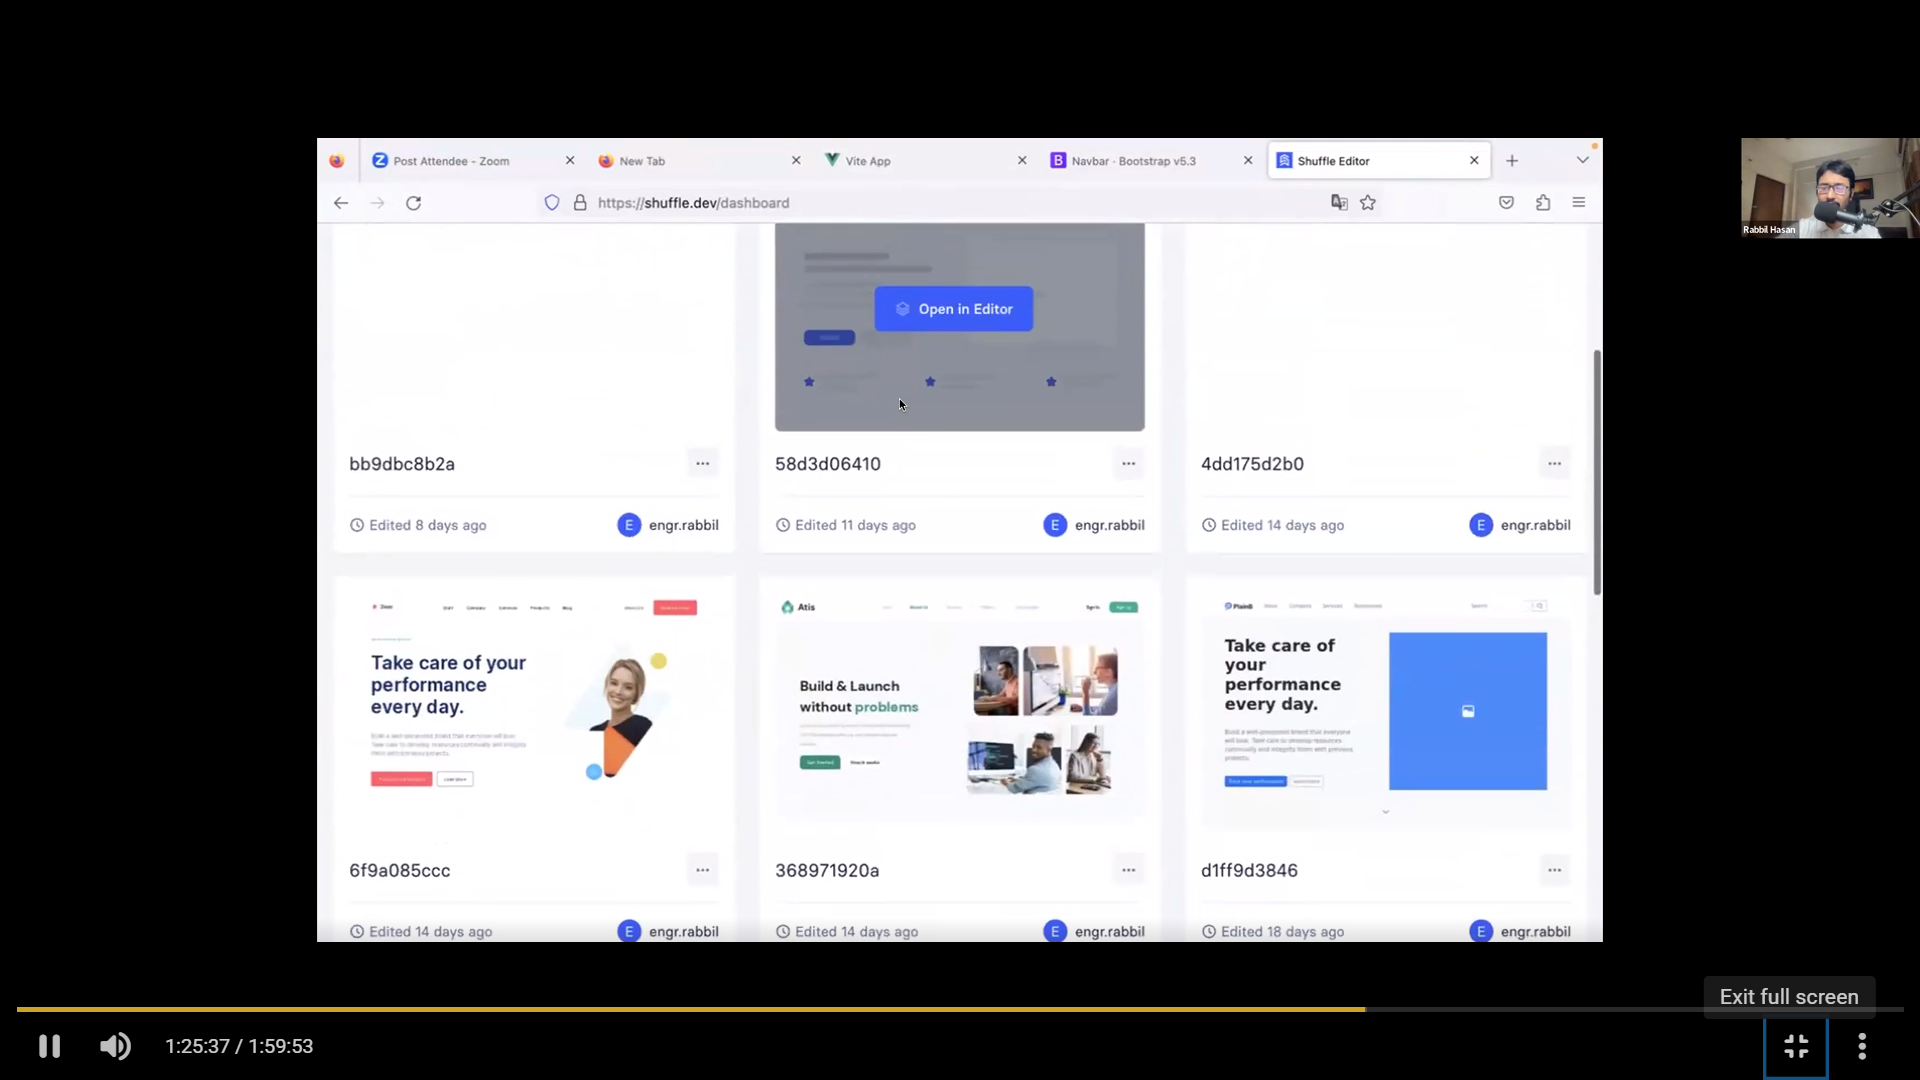 Post Attendee - Zoom
New Tab
Vite App
Navbar · Bootstrap v5.3
Shuffle Editor
https://shuffle.dev/dashboard
Rabbil Hasan
Open in Editor
bb9dbc8b2a
58d3d06410
4dd175d2b0
Edited 8 days ago
E engr.rabbil
Edited 11 days ago
E engr.rabbil
Edited 14 days ago
E engr.rabbil
Take care of your
performance
every day.
Atis
Build & Launch
without problems
Take care of
your
performance
every day.
6f9a085ccc
368971920a
d1ff9d3846
Edited 14 days ago
E engr.rabbil
Edited 14 days ago
E engr.rabbil
Edited 18 days ago
E engr.rabbil
Exit full screen
1:25:37 / 1:59:53